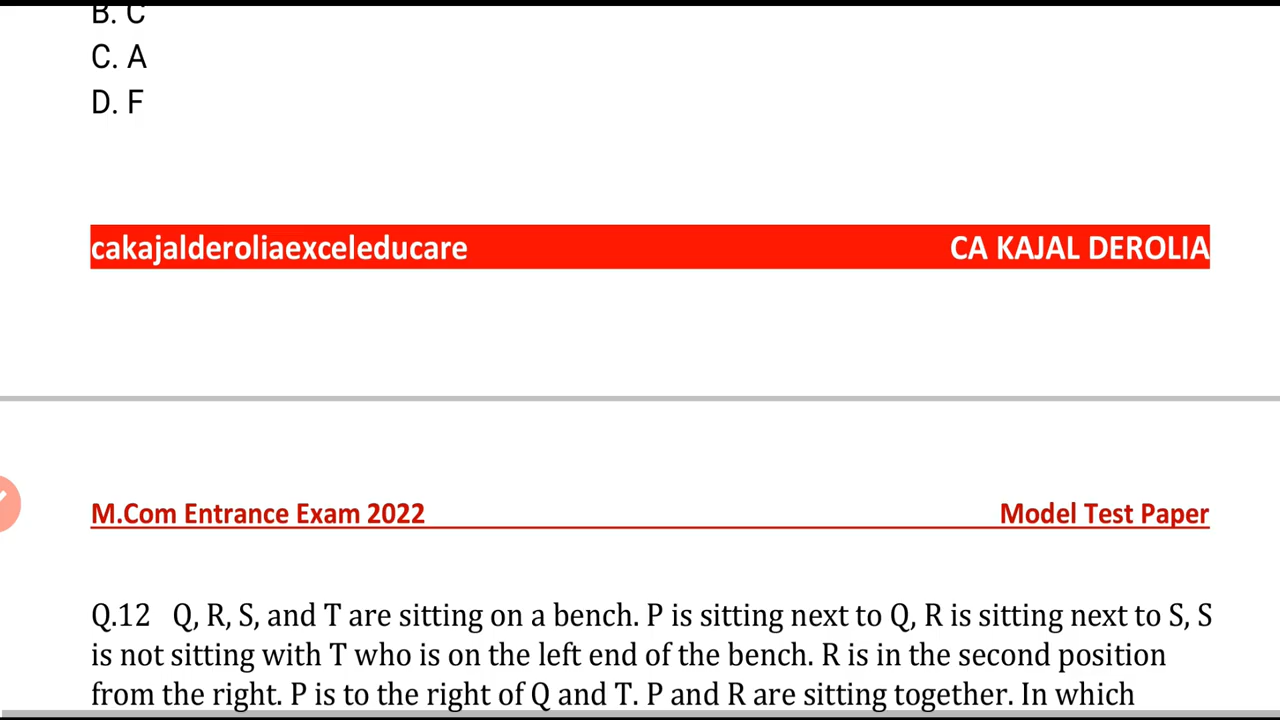 B. C
C. A
D. F
cakajalderoliaexceleducare CA KAJAL DEROLIA
M.Com Entrance Exam 2022 Model Test Paper
Q.12 Q, R, S, and T are sitting on a bench. P is sitting next to Q, R is sitting next to S, S
is not sitting with T who is on the left end of the bench. R is in the second position
from the right. P is to the right of Q and T. P and R are sitting together. In which